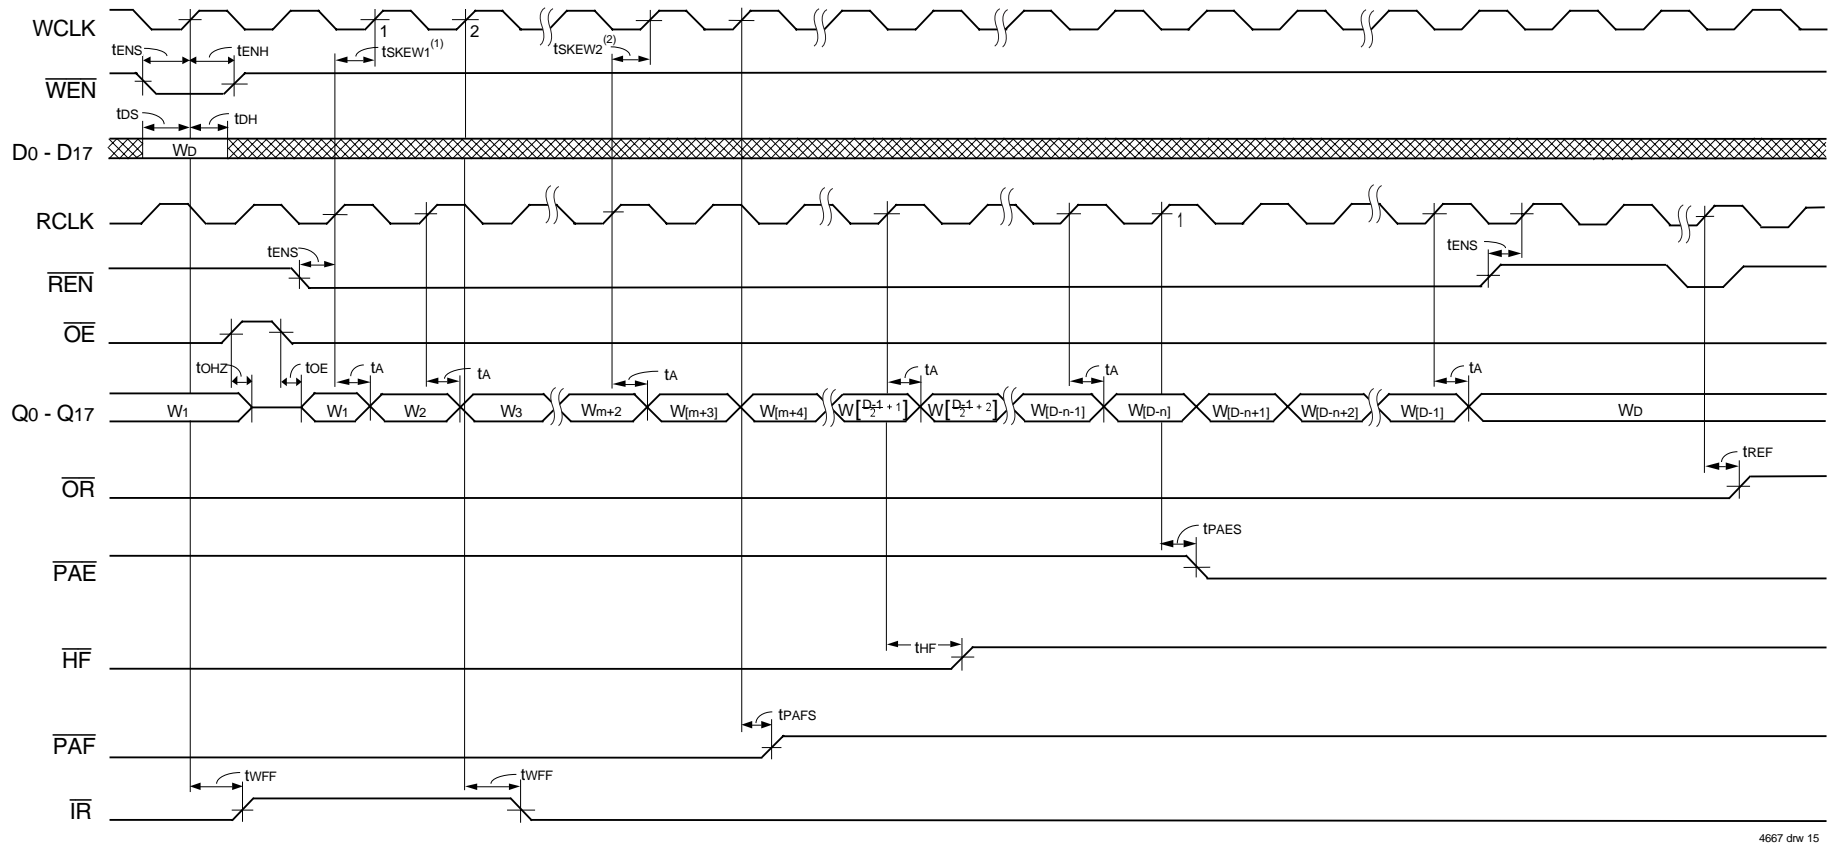 WCLK
1
2
tENS
tENH
tSKEW1(1)
tSKEW2(2)
WEN
tDS
tDH
D0 - D17
WD
RCLK
1
tENS
tENS
REN
OE
tOHZ
tOE
tA
tA
tA
tA
tA
tA
Q0 - Q17
W1
W1
W2
W3
Wm+2
W[m+3]
W[m+4]
W[D-1/2 + 1]
W[D-1/2 + 2]
W[D-n-1]
W[D-n]
W[D-n+1]
W[D-n+2]
W[D-1]
WD
tREF
OR
tPAES
PAE
tHF
HF
tPAFS
PAF
tWFF
tWFF
IR
4667 drw 15